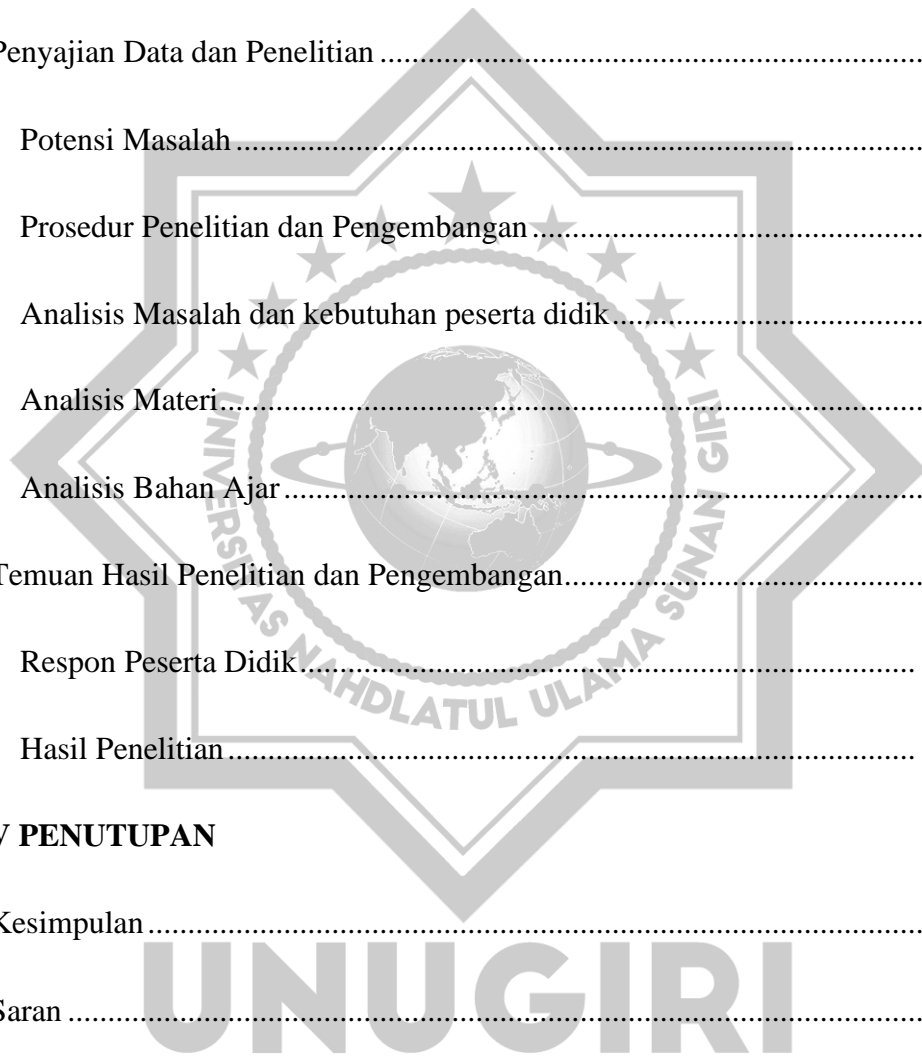 Penyajian Data dan Penelitian ....................................................................
Potensi Masalah ......................................................................................
Prosedur Penelitian dan Pengembangan .................................................
Analisis Masalah dan kebutuhan peserta didik .......................................
Analisis Materi ........................................................................................
Analisis Bahan Ajar ................................................................................
Temuan Hasil Penelitian dan Pengembangan .............................................
Respon Peserta Didik ..............................................................................
Hasil Penelitian .......................................................................................
V PENUTUPAN
Kesimpulan .................................................................................................
Saran ...........................................................................................................
UNIVERSITAS NAHDLATUL ULAMA SUNAN GIRI
UNUGIRI